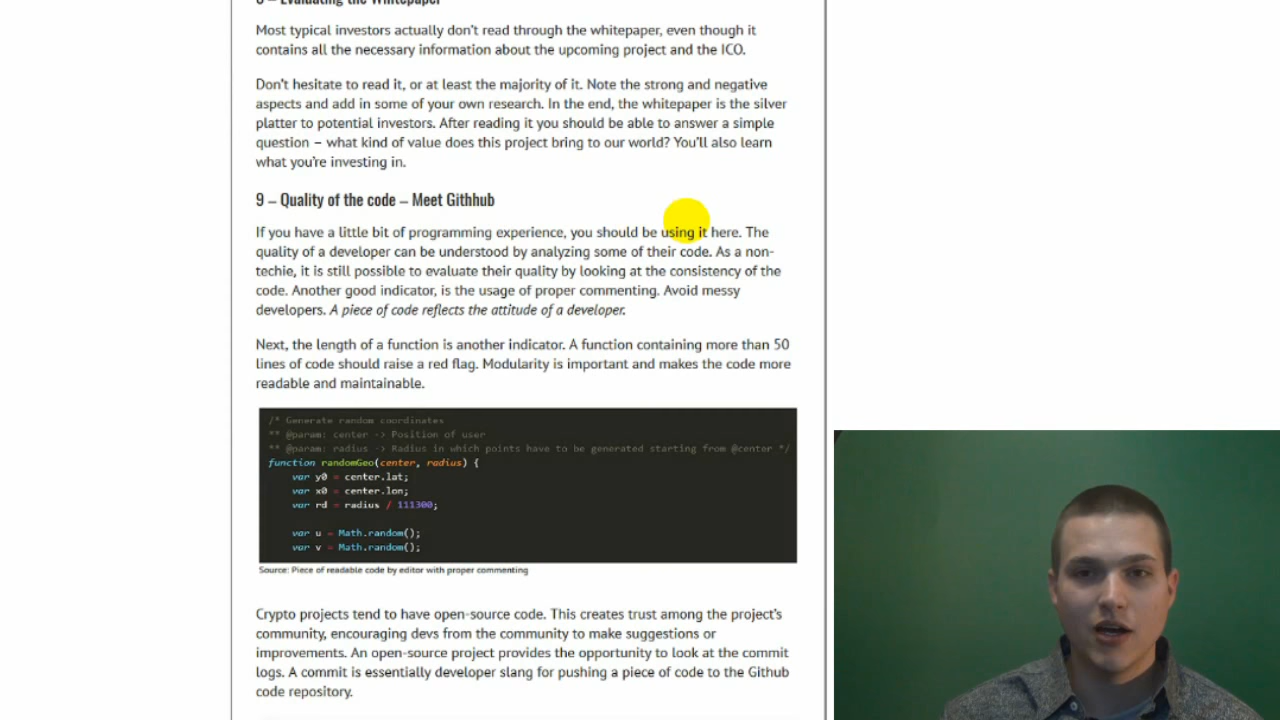 8 – Evaluating the Whitepaper
Most typical investors actually don't read through the whitepaper, even though it
contains all the necessary information about the upcoming project and the ICO.
Don't hesitate to read it, or at least the majority of it. Note the strong and negative
aspects and add in some of your own research. In the end, the whitepaper is the silver
platter to potential investors. After reading it you should be able to answer a simple
question – what kind of value does this project bring to our world? You'll also learn
what you're investing in.
9 – Quality of the code – Meet Githhub
If you have a little bit of programming experience, you should be using it here. The
quality of a developer can be understood by analyzing some of their code. As a non-
techie, it is still possible to evaluate their quality by looking at the consistency of the
code. Another good indicator, is the usage of proper commenting. Avoid messy
developers. A piece of code reflects the attitude of a developer.
Next, the length of a function is another indicator. A function containing more than 50
lines of code should raise a red flag. Modularity is important and makes the code more
readable and maintainable.
/* Generate random coordinates
** @param: center -> Position of user
** @param: radius -> Radius in which points have to be generated starting from @center */
function randomGeo(center, radius) {
var y0 = center.lat;
var x0 = center.lon;
var rd = radius / 111300;
var u = Math.random();
var v = Math.random();
Source: Piece of readable code by editor with proper commenting
Crypto projects tend to have open-source code. This creates trust among the project's
community, encouraging devs from the community to make suggestions or
improvements. An open-source project provides the opportunity to look at the commit
logs. A commit is essentially developer slang for pushing a piece of code to the Github
code repository.